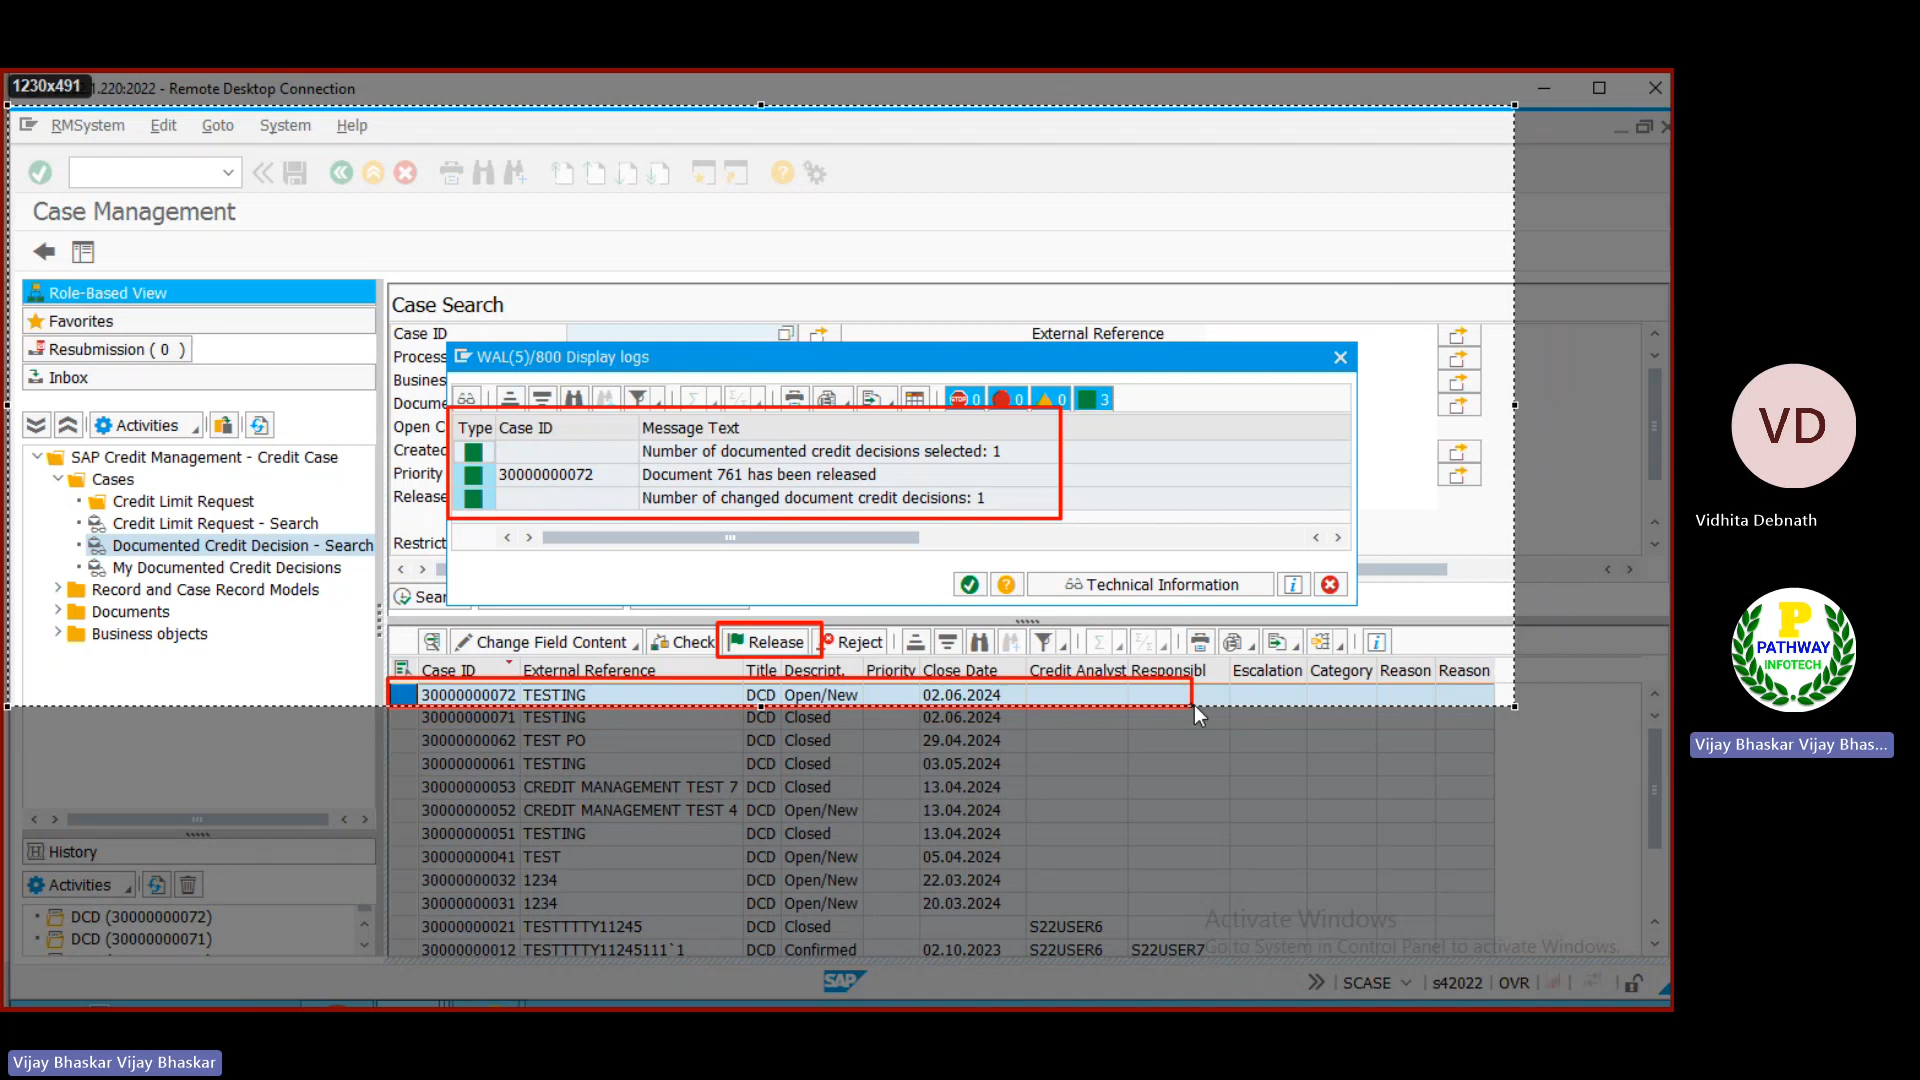 1230x491
1.220:2022 - Remote Desktop Connection
RMSystem Edit Goto System Help
Case Management
Role-Based View
Favorites
Resubmission ( 0 )
Inbox
Activities
SAP Credit Management - Credit Case
Cases
Credit Limit Request
Credit Limit Request - Search
Documented Credit Decision - Search
My Documented Credit Decisions
Record and Case Record Models
Documents
Business objects
History
Activities
DCD (30000000072)
DCD (30000000071)
Case Search
Case ID External Reference
Process
Busines
Docume
Open C
Created
Priority
Release
Restrict
Sear
WAL(5)/800 Display logs
STOP 0 0 0 3
Type Case ID Message Text
Number of documented credit decisions selected: 1
30000000072 Document 761 has been released
Number of changed document credit decisions: 1
Technical Information
Change Field Content Check Release Reject
Case ID External Reference Title Descript. Priority Close Date Credit Analyst Responsibl Escalation Category Reason Reason
30000000072 TESTING DCD Open/New 02.06.2024
30000000071 TESTING DCD Closed 02.06.2024
30000000062 TEST PO DCD Closed 29.04.2024
30000000061 TESTING DCD Closed 03.05.2024
30000000053 CREDIT MANAGEMENT TEST 7 DCD Closed 13.04.2024
30000000052 CREDIT MANAGEMENT TEST 4 DCD Open/New 13.04.2024
30000000051 TESTING DCD Closed 13.04.2024
30000000041 TEST DCD Open/New 05.04.2024
30000000032 1234 DCD Open/New 22.03.2024
30000000031 1234 DCD Open/New 20.03.2024
30000000021 TESTTTTY11245 DCD Closed S22USER6
30000000012 TESTTTTY11245111`1 DCD Confirmed 02.10.2023 S22USER6 S22USER7
Activate Windows
Go to System in Control Panel to activate Windows.
SAP
SCASE s42022 OVR
VD
Vidhita Debnath
P
PATHWAY
INFOTECH
Vijay Bhaskar Vijay Bhas...
Vijay Bhaskar Vijay Bhaskar